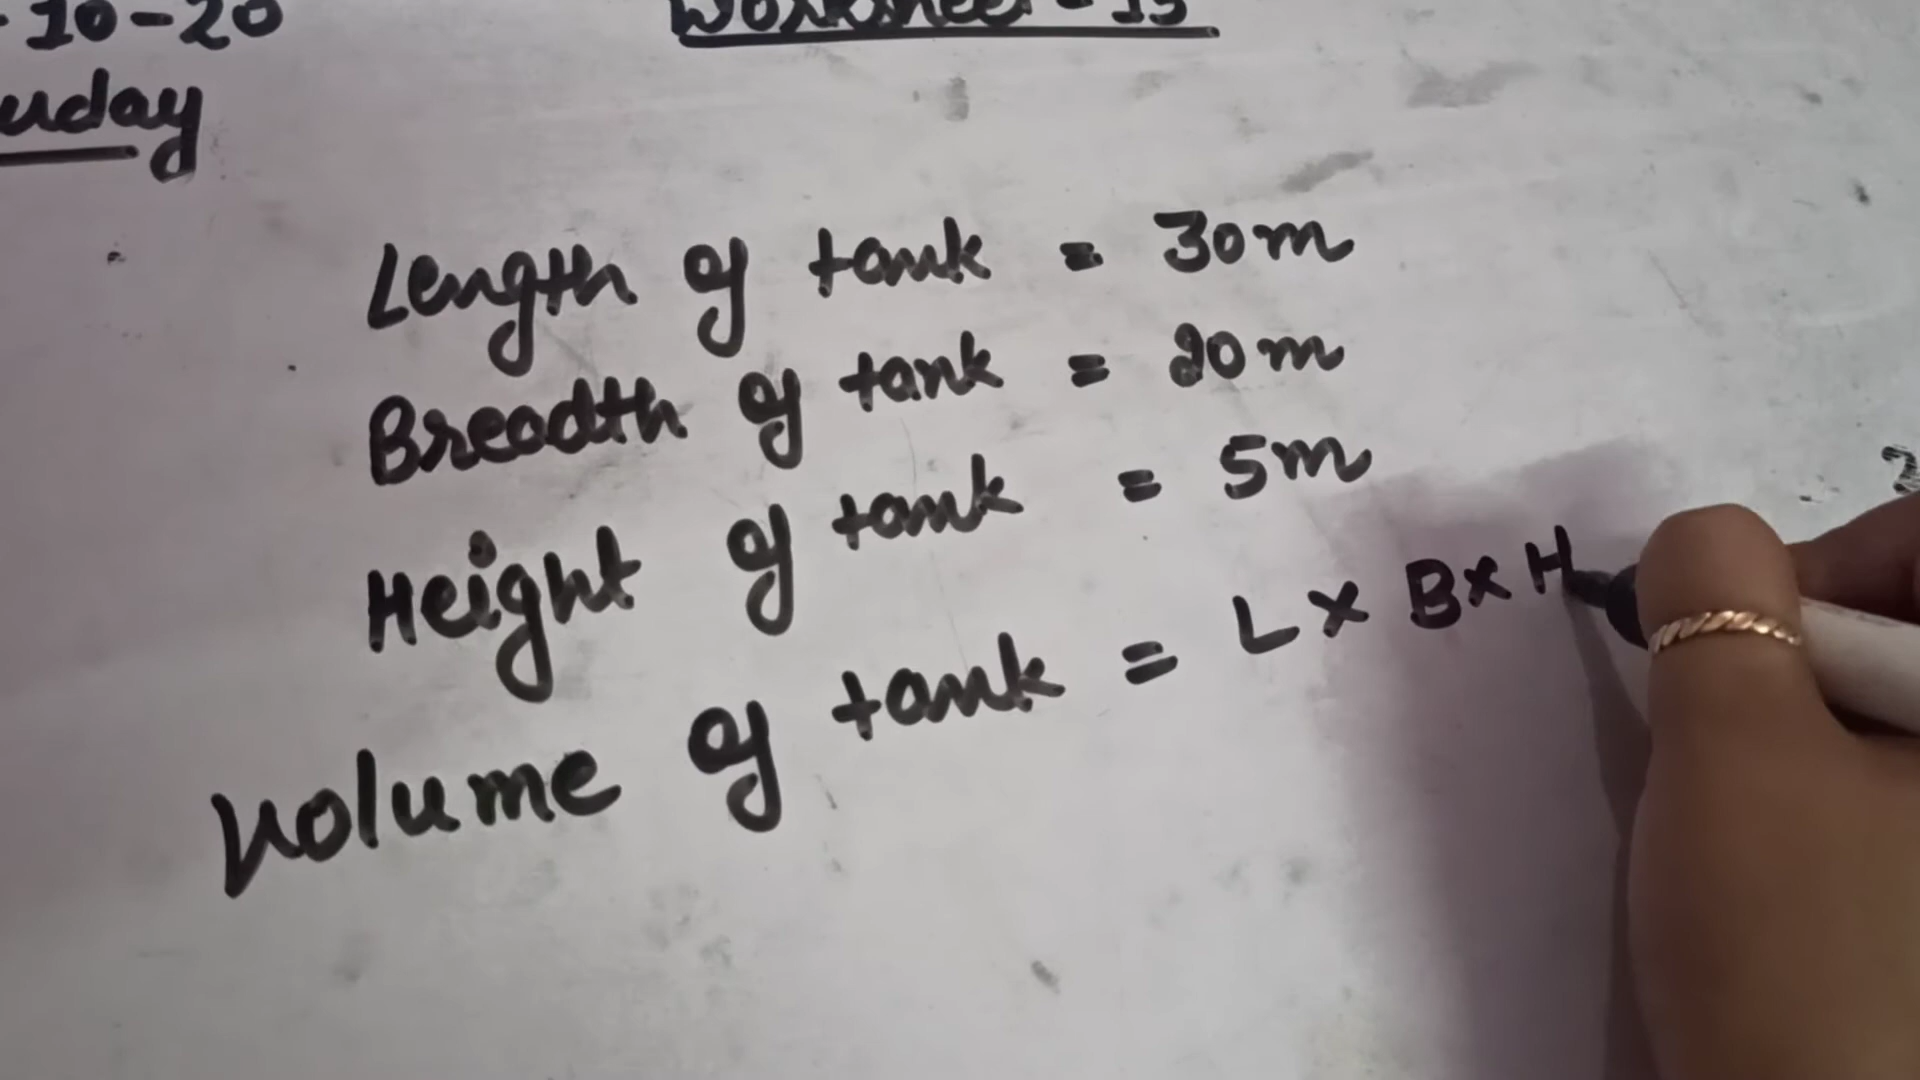 10-20
Worksheet - 15
Length of tank = 30m
Breadth of tank = 20m
Height of tank = 5m
Volume of tank = L × B × H